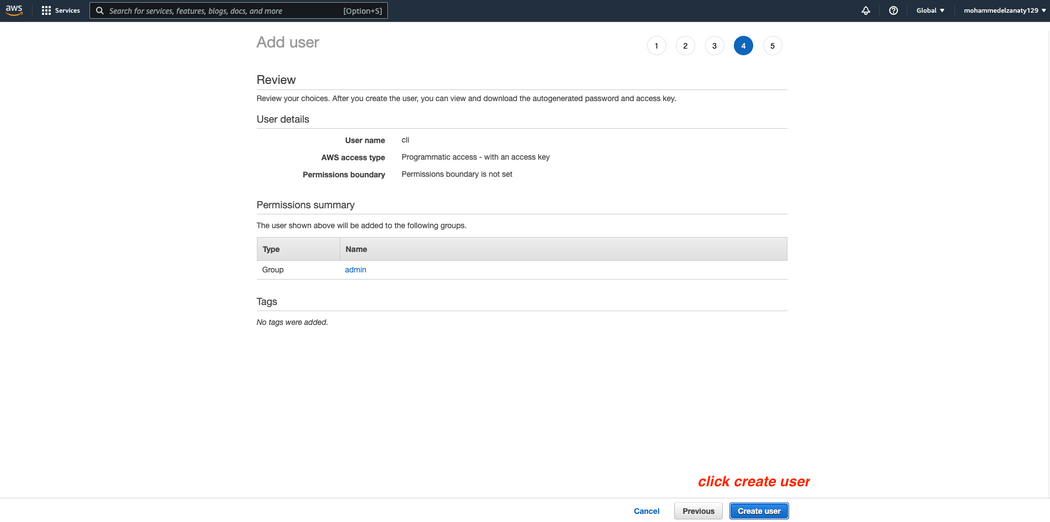 aws
Services
Search for services, features, blogs, docs, and more [Option+S]
Global
mohammedelzanaty129
Add user
1 2 3 4 5
Review
Review your choices. After you create the user, you can view and download the autogenerated password and access key.
User details
User name cli
AWS access type Programmatic access - with an access key
Permissions boundary Permissions boundary is not set
Permissions summary
The user shown above will be added to the following groups.
Type Name
Group admin
Tags
No tags were added.
click create user
Cancel Previous Create user